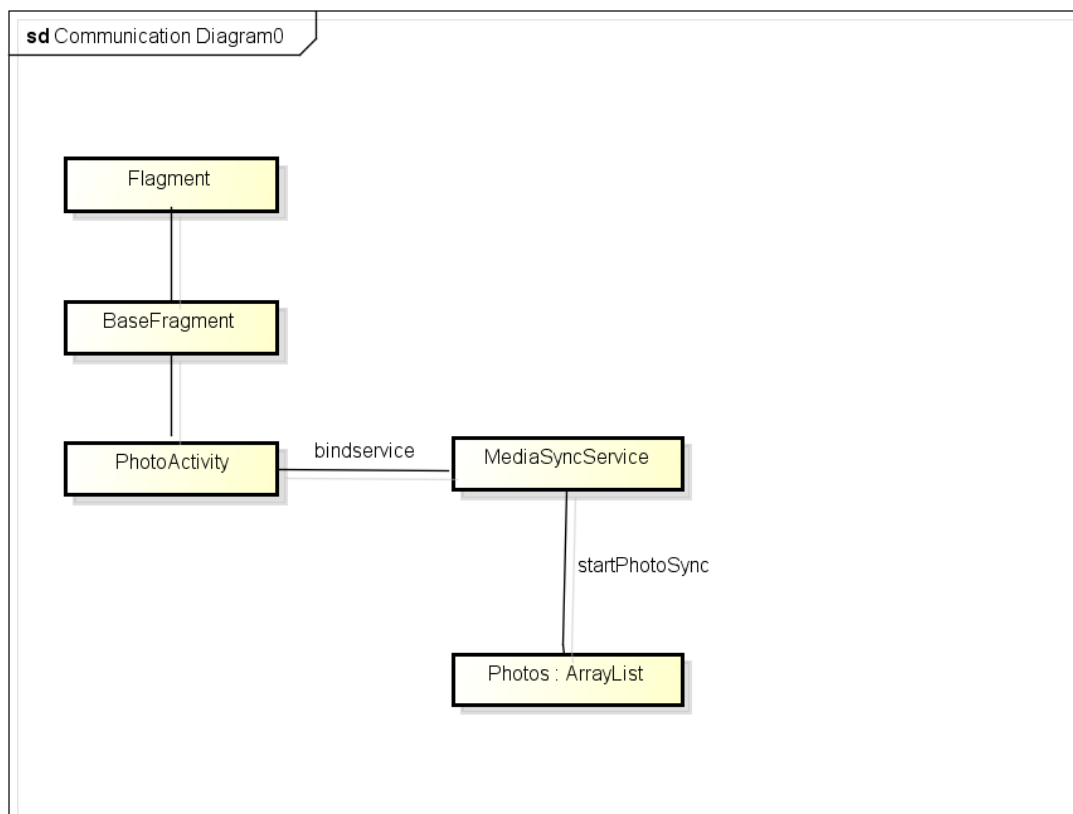 sd Communication Diagram0
Flagment
BaseFragment
PhotoActivity
bindservice
MediaSyncService
startPhotoSync
Photos : ArrayList